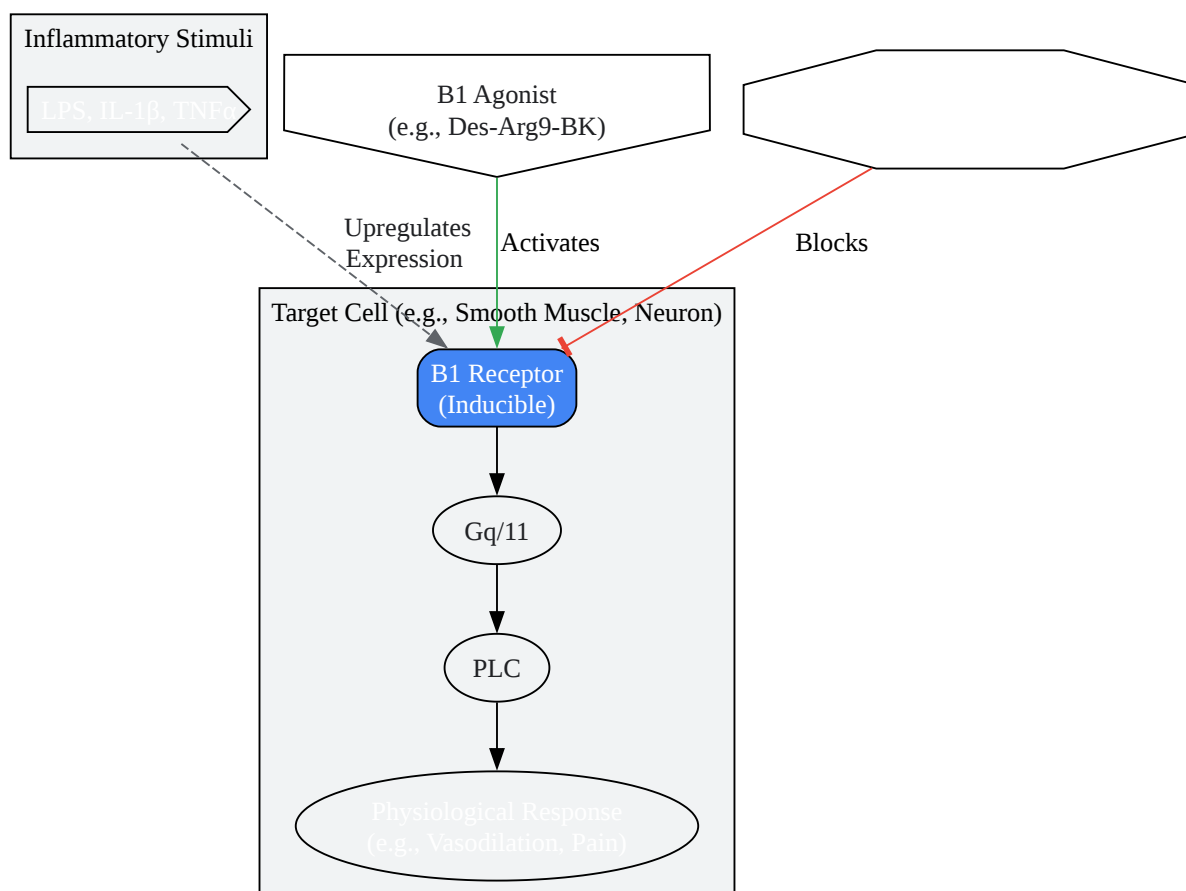 Inflammatory Stimuli
LPS, IL-1β, TNFα
B1 Agonist
(e.g., Des-Arg9-BK)
Upregulates
Expression
Activates
Blocks
Target Cell (e.g., Smooth Muscle, Neuron)
B1 Receptor
(Inducible)
Gq/11
PLC
Physiological Response
(e.g., Vasodilation, Pain)